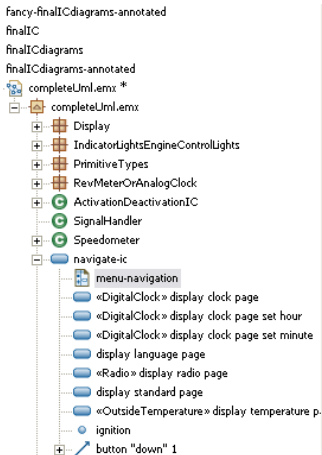 fancy-finalICdiagrams-annotated
finalIC
finalICdiagrams
finalICdiagrams-annotated
completeUml.emx *
completeUml.emx
Display
IndicatorLightsEngineControlLights
PrimitiveTypes
RevMeterOrAnalogClock
ActivationDeactivationIC
SignalHandler
Speedometer
navigate-ic
menu-navigation
«DigitalClock» display clock page
«DigitalClock» display clock page set hour
«DigitalClock» display clock page set minute
display language page
«Radio» display radio page
display standard page
«OutsideTemperature» display temperature p
ignition
button "down" 1